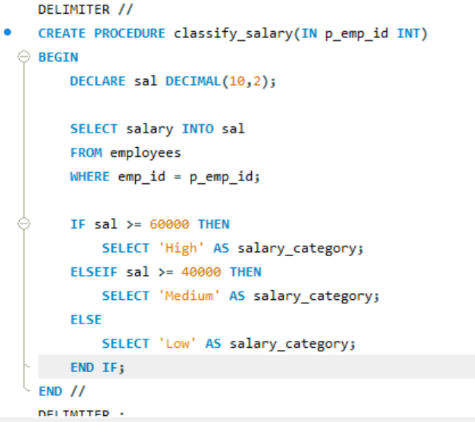 DELIMITER //
CREATE PROCEDURE classify_salary(IN p_emp_id INT)
BEGIN
DECLARE sal DECIMAL(10,2);
SELECT salary INTO sal
FROM employees
WHERE emp_id = p_emp_id;
IF sal >= 60000 THEN
SELECT 'High' AS salary_category;
ELSEIF sal >= 40000 THEN
SELECT 'Medium' AS salary_category;
ELSE
SELECT 'Low' AS salary_category;
END IF;
END //
DELIMITER ;